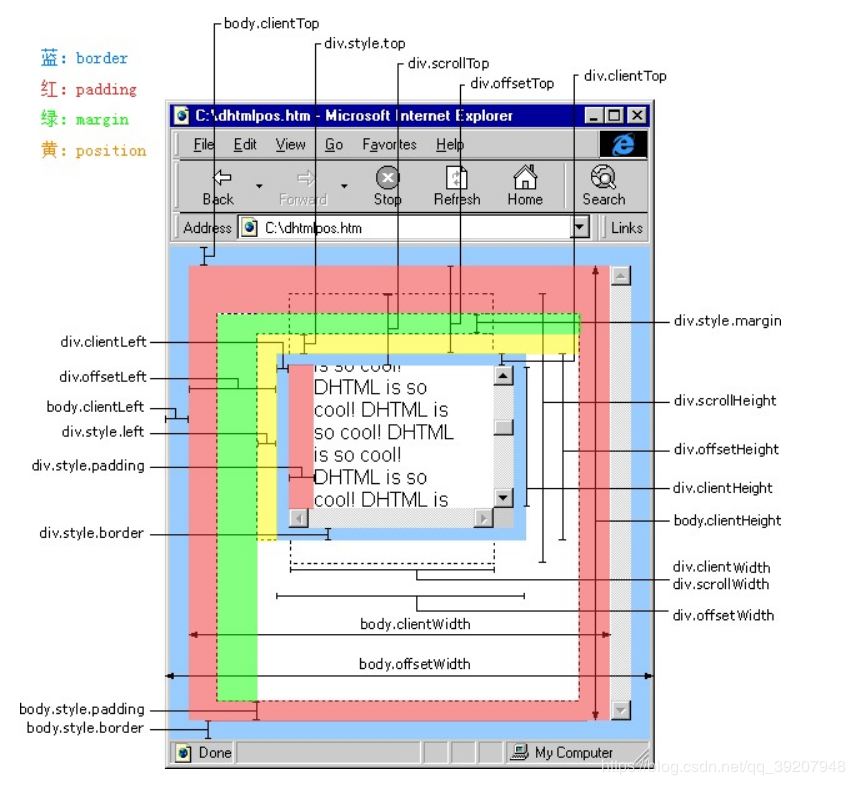 body.clientTop
div.style.top
div.scrollTop
div.offsetTop
div.clientTop
蓝：border
红：padding
绿：margin
黄：position
C:\dhtmlpos.htm - Microsoft Internet Explorer
File Edit View Go Favorites Help
Back Forward Stop Refresh Home Search
Address C:\dhtmlpos.htm Links
div.style.margin
div.clientLeft
div.offsetLeft
body.clientLeft
div.style.left
div.style.padding
div.style.border
is so cool!
DHTML is so
cool! DHTML is
so cool! DHTML
is so cool!
DHTML is so
cool! DHTML is
div.scrollHeight
div.offsetHeight
div.clientHeight
body.clientHeight
div.clientWidth
div.scrollWidth
div.offsetWidth
body.clientWidth
body.offsetWidth
body.style.padding
body.style.border
Done My Computer
https://blog.csdn.net/qq_39207948